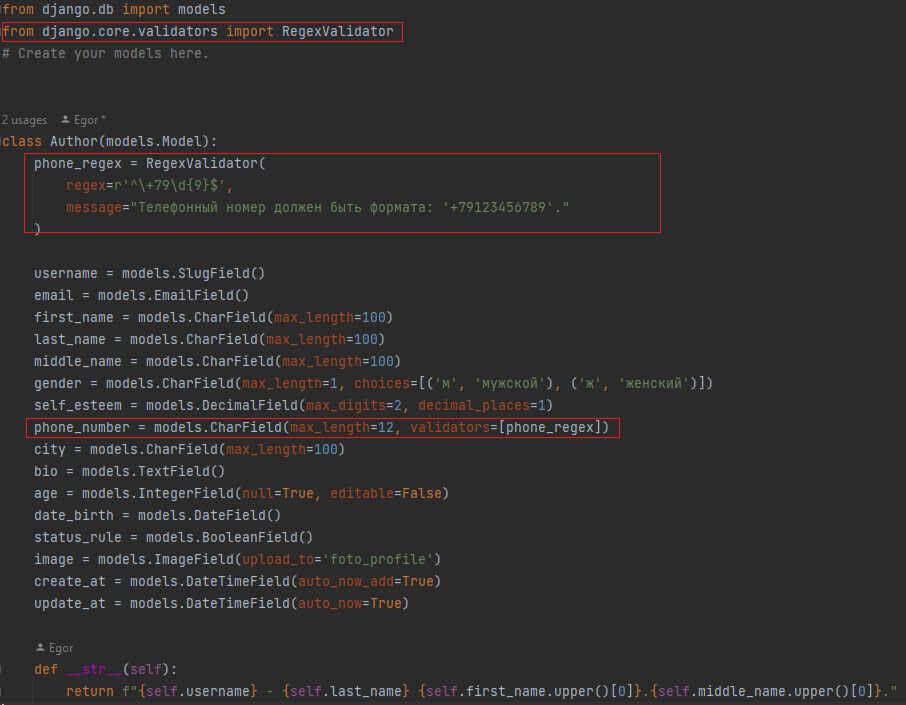 from django.db import models
from django.core.validators import RegexValidator
# Create your models here.
2 usages Egor *
class Author(models.Model):
phone_regex = RegexValidator(
regex=r'^\+79\d{9}$',
message="Телефонный номер должен быть формата: '+79123456789'."
)
username = models.SlugField()
email = models.EmailField()
first_name = models.CharField(max_length=100)
last_name = models.CharField(max_length=100)
middle_name = models.CharField(max_length=100)
gender = models.CharField(max_length=1, choices=[('м', 'мужской'), ('ж', 'женский')])
self_esteem = models.DecimalField(max_digits=2, decimal_places=1)
phone_number = models.CharField(max_length=12, validators=[phone_regex])
city = models.CharField(max_length=100)
bio = models.TextField()
age = models.IntegerField(null=True, editable=False)
date_birth = models.DateField()
status_rule = models.BooleanField()
image = models.ImageField(upload_to='foto_profile')
create_at = models.DateTimeField(auto_now_add=True)
update_at = models.DateTimeField(auto_now=True)
Egor
def __str__(self):
return f"{self.username} - {self.last_name} {self.first_name.upper()[0]}.{self.middle_name.upper()[0]}."